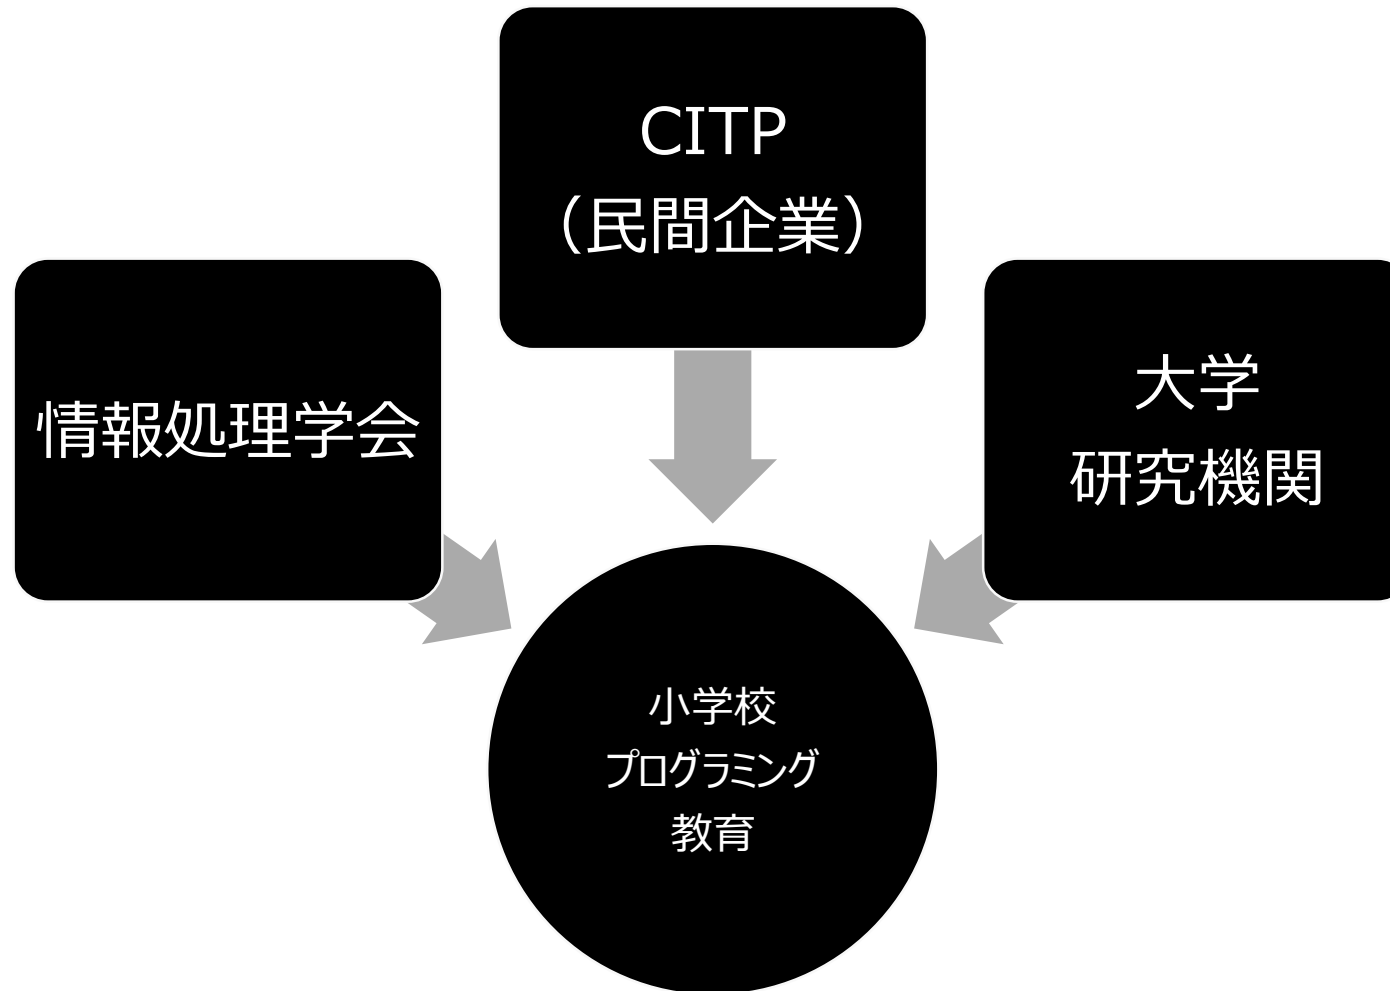 CITP
（民間企業）
情報処理学会
大学
研究機関
小学校
プログラミング
教育